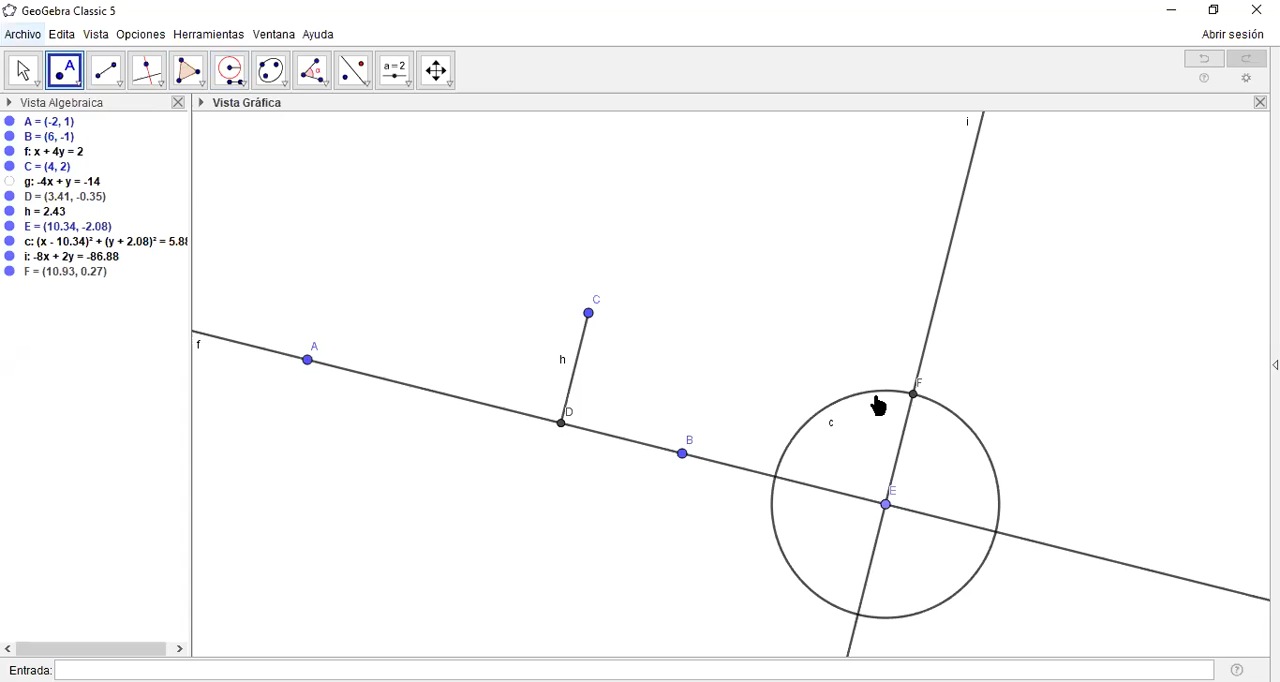 GeoGebra Classic 5
Archivo Edita Vista Opciones Herramientas Ventana Ayuda
Abrir sesión
A
α
a = 2
Vista Algebraica
Vista Gráfica
A = (-2, 1)
B = (6, -1)
f: x + 4y = 2
C = (4, 2)
g: -4x + y = -14
D = (3.41, -0.35)
h = 2.43
E = (10.34, -2.08)
c: (x - 10.34)² + (y + 2.08)² = 5.88
i: -8x + 2y = -86.88
F = (10.93, 0.27)
i
C
f
A
h
F
D
c
B
E
Entrada: